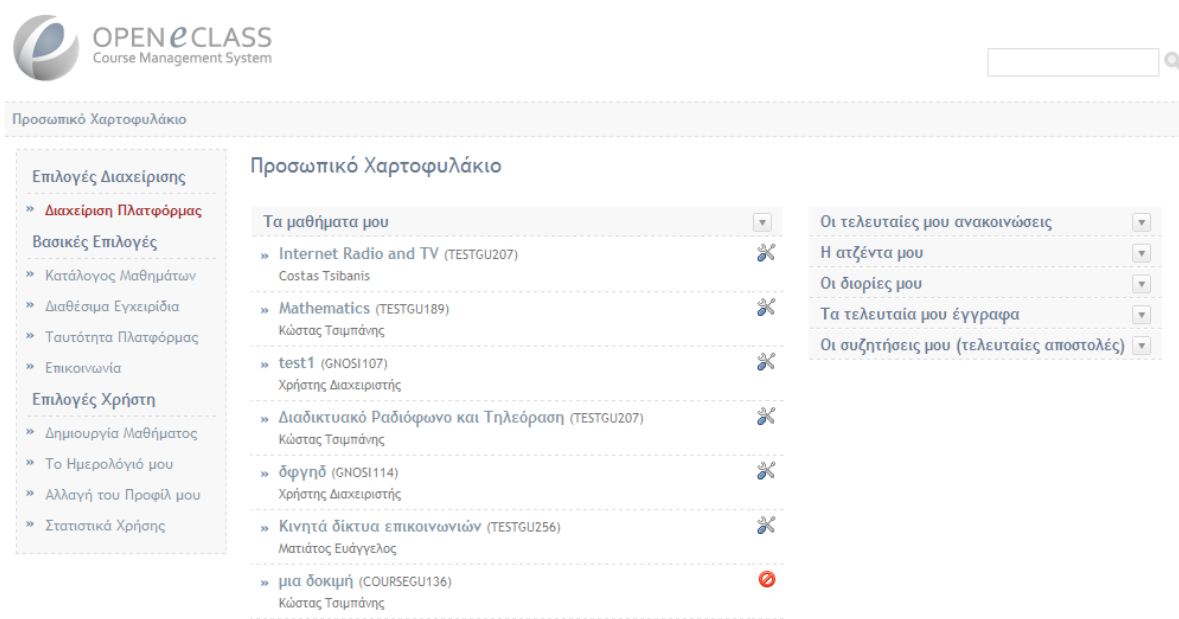 OPEN eCLASS
Course Management System
Προσωπικό Χαρτοφυλάκιο
Επιλογές Διαχείρισης
» Διαχείριση Πλατφόρμας
Βασικές Επιλογές
» Κατάλογος Μαθημάτων
» Διαθέσιμα Εγχειρίδια
» Ταυτότητα Πλατφόρμας
» Επικοινωνία
Επιλογές Χρήστη
» Δημιουργία Μαθήματος
» Το Ημερολόγιό μου
» Αλλαγή του Προφίλ μου
» Στατιστικά Χρήσης
Προσωπικό Χαρτοφυλάκιο
Τα μαθήματα μου
» Internet Radio and TV (TESTGU207)
Costas Tsibanis
» Mathematics (TESTGU189)
Κώστας Τσιμπάνης
» test1 (GNOSI107)
Χρήστης Διαχειριστής
» Διαδικτυακό Ραδιόφωνο και Τηλεόραση (TESTGU207)
Κώστας Τσιμπάνης
» δφγηδ (GNOSI114)
Χρήστης Διαχειριστής
» Κινητά δίκτυα επικοινωνιών (TESTGU256)
Ματιάτος Ευάγγελος
» μια δοκιμή (COURSEGU136)
Κώστας Τσιμπάνης
Οι τελευταίες μου ανακοινώσεις
Η ατζέντα μου
Οι διορίες μου
Τα τελευταία μου έγγραφα
Οι συζητήσεις μου (τελευταίες αποστολές)